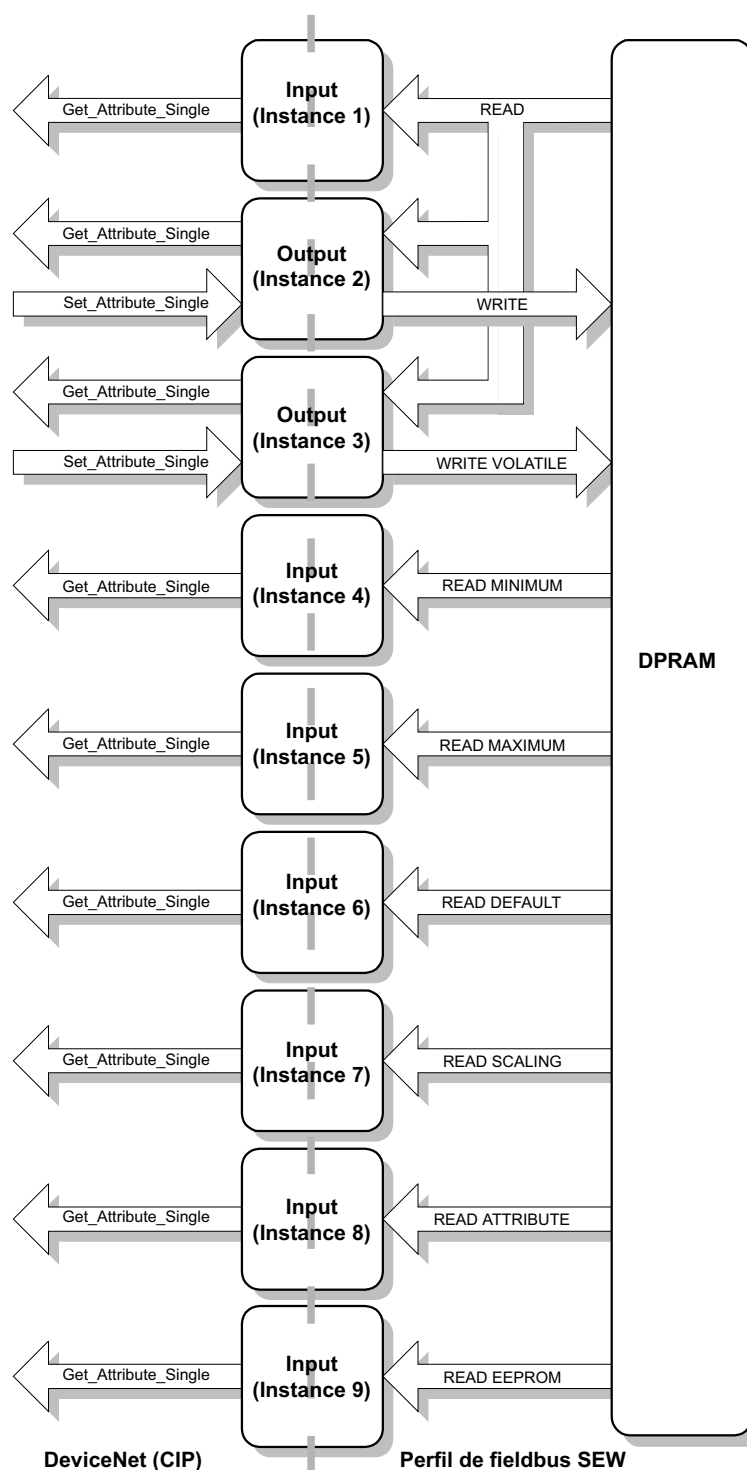 Input
(Instance 1)
Get_Attribute_Single
READ
Get_Attribute_Single
Output
(Instance 2)
Set_Attribute_Single
WRITE
Get_Attribute_Single
Output
(Instance 3)
Set_Attribute_Single
WRITE VOLATILE
Input
(Instance 4)
Get_Attribute_Single
READ MINIMUM
DPRAM
Input
(Instance 5)
Get_Attribute_Single
READ MAXIMUM
Input
(Instance 6)
Get_Attribute_Single
READ DEFAULT
Input
(Instance 7)
Get_Attribute_Single
READ SCALING
Input
(Instance 8)
Get_Attribute_Single
READ ATTRIBUTE
Input
(Instance 9)
Get_Attribute_Single
READ EEPROM
DeviceNet (CIP)
Perfil de fieldbus SEW